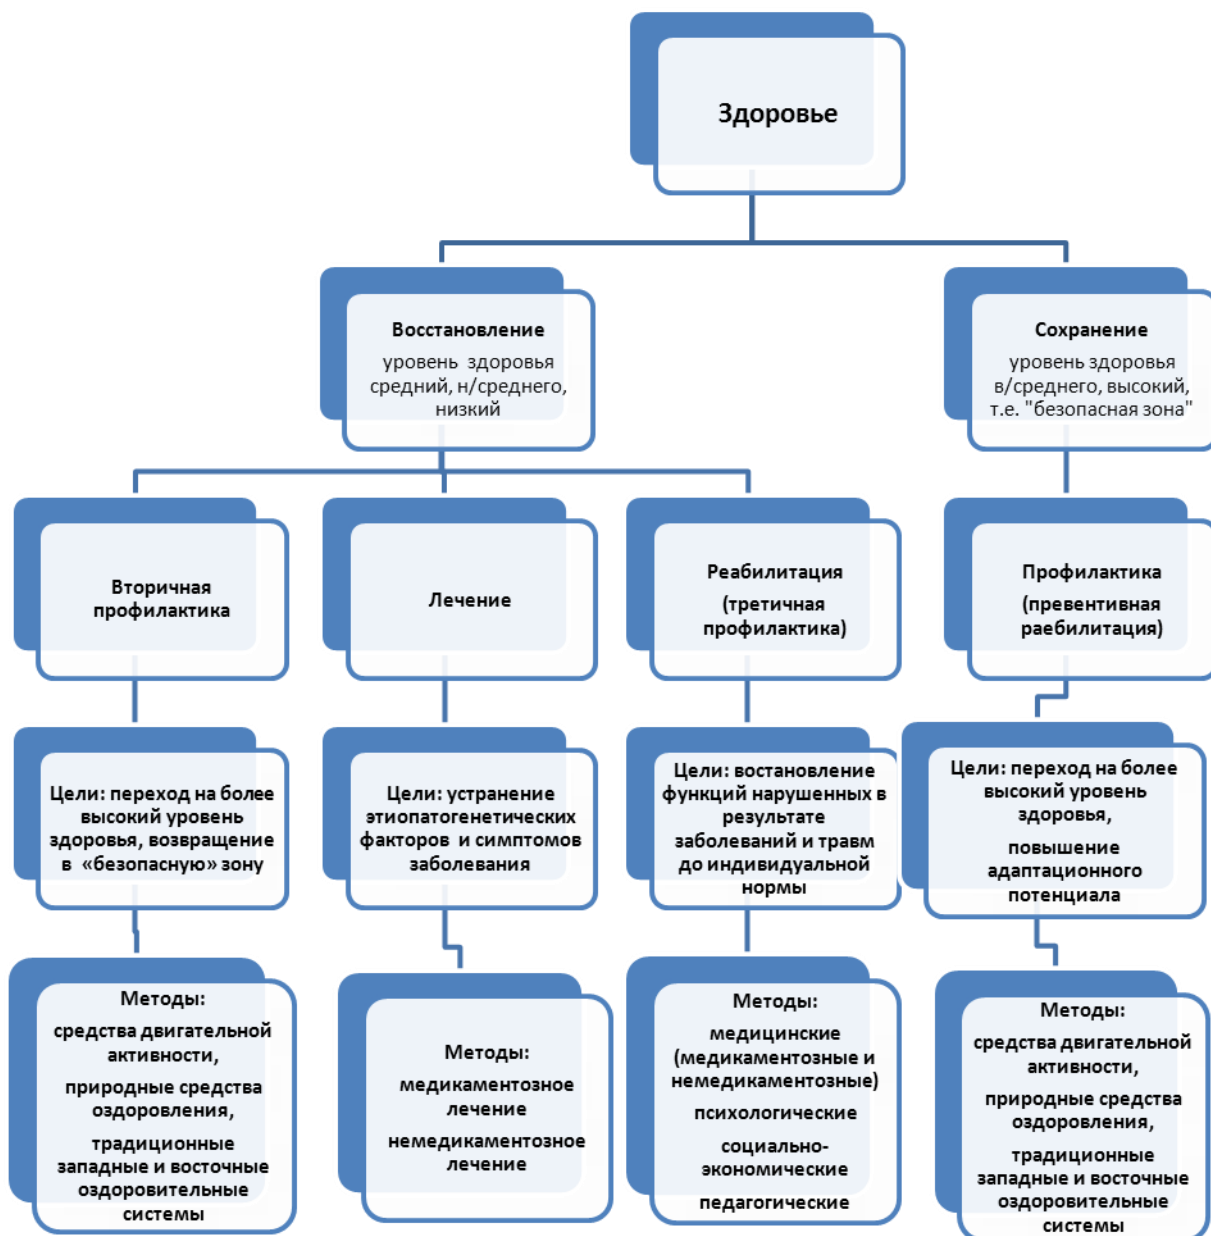 Здоровье
Восстановление
уровень здоровья
средний, н/среднего,
низкий
Сохранение
уровень здоровья
в/среднего, высокий,
т.е. "безопасная зона"
Вторичная
профилактика
Лечение
Реабилитация
(третичная
профилактика)
Профилактика
(превентивная
раебилитация)
Цели: переход на более
высокий уровень
здоровья, возвращение
в «безопасную» зону
Цели: устранение
этиопатогенетических
факторов и симптомов
заболевания
Цели: востановление
функций нарушенных в
результате
заболеваний и травм
до индивидуальной
нормы
Цели: переход на более
высокий уровень
здоровья,
повышение
адаптационного
потенциала
Методы:
средства двигательной
активности,
природные средства
оздоровления,
традиционные
западные и восточные
оздоровительные
системы
Методы:
медикаментозное
лечение
немедикаментозное
лечение
Методы:
медицинские
(медикаментозные и
немедикаментозные)
психологические
социально-
экономические
педагогические
Методы:
средства двигательной
активности,
природные средства
оздоровления,
традиционные
западные и восточные
оздоровительные
системы